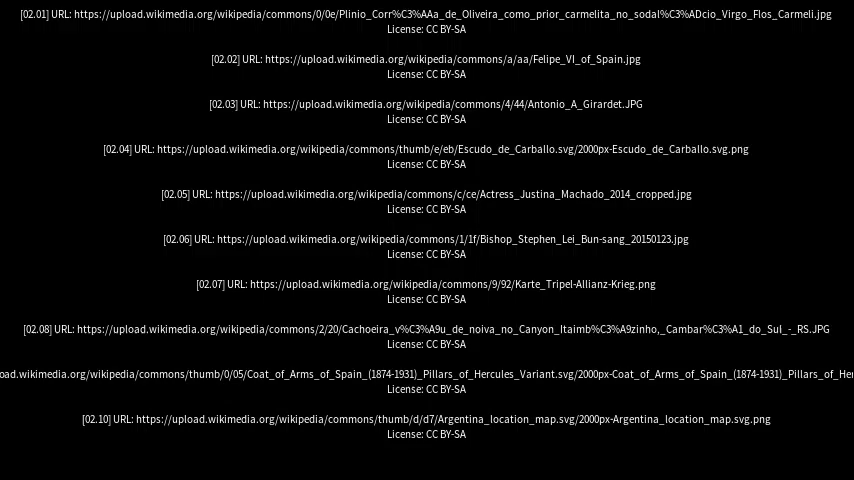 [02.01] URL: https://upload.wikimedia.org/wikipedia/commons/0/0e/Plinio_Corr%C3%AAa_de_Oliveira_como_prior_carmelita_no_sodal%C3%ADcio_Virgo_Flos_Carmeli.jpg
License: CC BY-SA
[02.02] URL: https://upload.wikimedia.org/wikipedia/commons/a/aa/Felipe_VI_of_Spain.jpg
License: CC BY-SA
[02.03] URL: https://upload.wikimedia.org/wikipedia/commons/4/44/Antonio_A_Girardet.JPG
License: CC BY-SA
[02.04] URL: https://upload.wikimedia.org/wikipedia/commons/thumb/e/eb/Escudo_de_Carballo.svg/2000px-Escudo_de_Carballo.svg.png
License: CC BY-SA
[02.05] URL: https://upload.wikimedia.org/wikipedia/commons/c/ce/Actress_Justina_Machado_2014_cropped.jpg
License: CC BY-SA
[02.06] URL: https://upload.wikimedia.org/wikipedia/commons/1/1f/Bishop_Stephen_Lei_Bun-sang_20150123.jpg
License: CC BY-SA
[02.07] URL: https://upload.wikimedia.org/wikipedia/commons/9/92/Karte_Tripel-Allianz-Krieg.png
License: CC BY-SA
[02.08] URL: https://upload.wikimedia.org/wikipedia/commons/2/20/Cachoeira_v%C3%A9u_de_noiva_no_Canyon_Itaimb%C3%A9zinho,_Cambar%C3%A1_do_Sul_-_RS.JPG
License: CC BY-SA
oad.wikimedia.org/wikipedia/commons/thumb/0/05/Coat_of_Arms_of_Spain_(1874-1931)_Pillars_of_Hercules_Variant.svg/2000px-Coat_of_Arms_of_Spain_(1874-1931)_Pillars_of_Her
License: CC BY-SA
[02.10] URL: https://upload.wikimedia.org/wikipedia/commons/thumb/d/d7/Argentina_location_map.svg/2000px-Argentina_location_map.svg.png
License: CC BY-SA